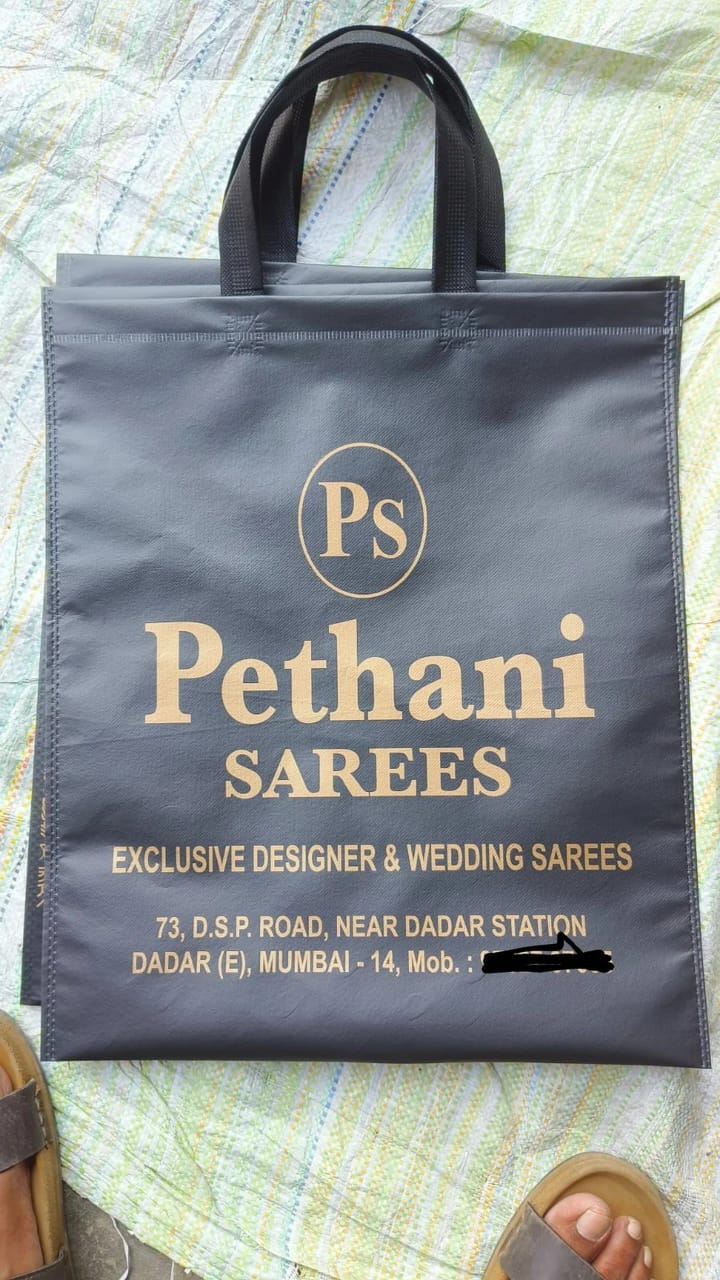 PS
Pethani
SAREES
EXCLUSIVE DESIGNER & WEDDING SAREES
73, D.S.P. ROAD, NEAR DADAR STATION
DADAR (E), MUMBAI - 14, Mob. :